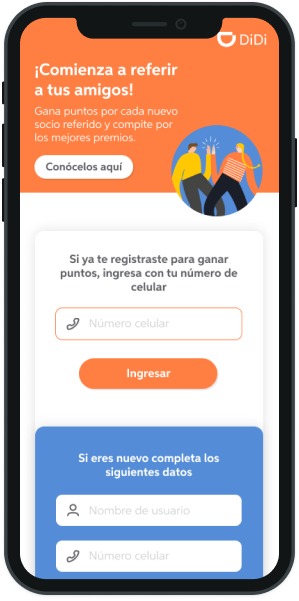 DiDi
¡Comienza a referir
a tus amigos!
Gana puntos por cada nuevo
socio referido y compite por
los mejores premios.
Conócelos aquí
Si ya te registraste para ganar
puntos, ingresa con tu número de
celular
Número celular
Ingresar
Si eres nuevo completa los
siguientes datos
Nombre de usuario
Número celular